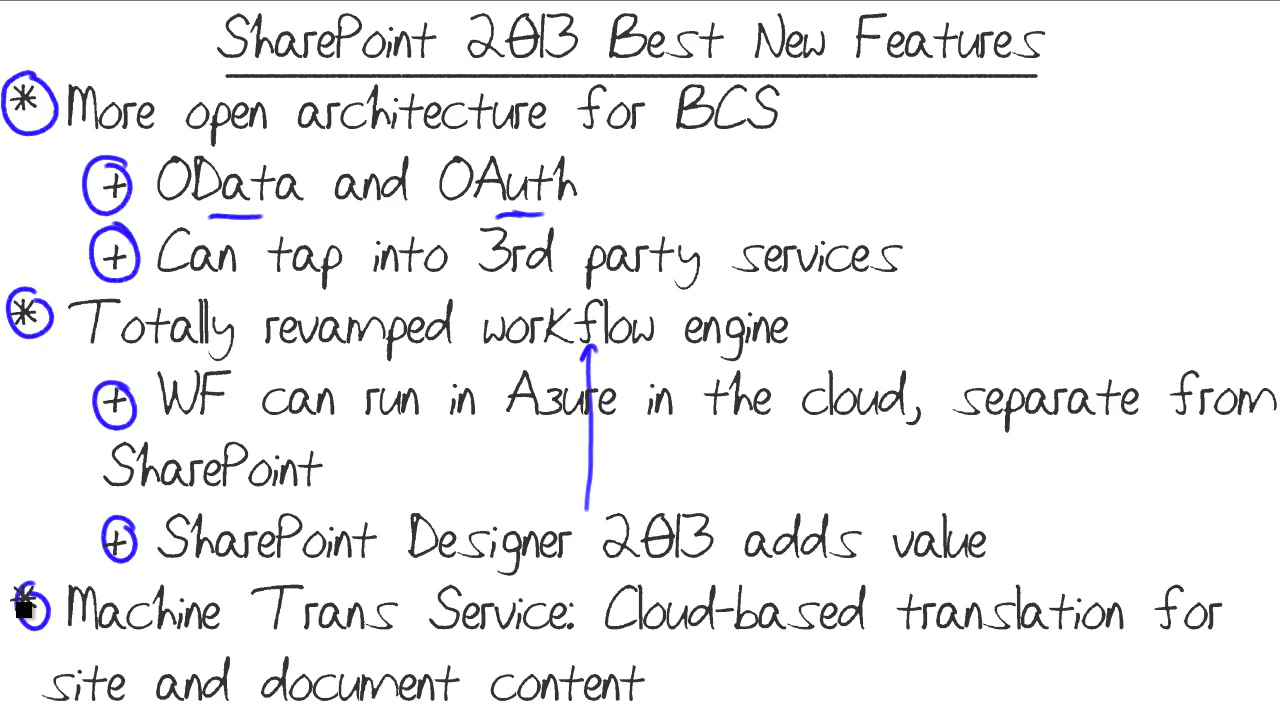 SharePoint 2013 Best New Features
* More open architecture for BCS
+ OData and OAuth
+ Can tap into 3rd party services
* Totally revamped workflow engine
+ WF can run in Azure in the cloud, separate from
SharePoint
+ SharePoint Designer 2013 adds value
* Machine Trans Service: Cloud-based translation for
site and document content